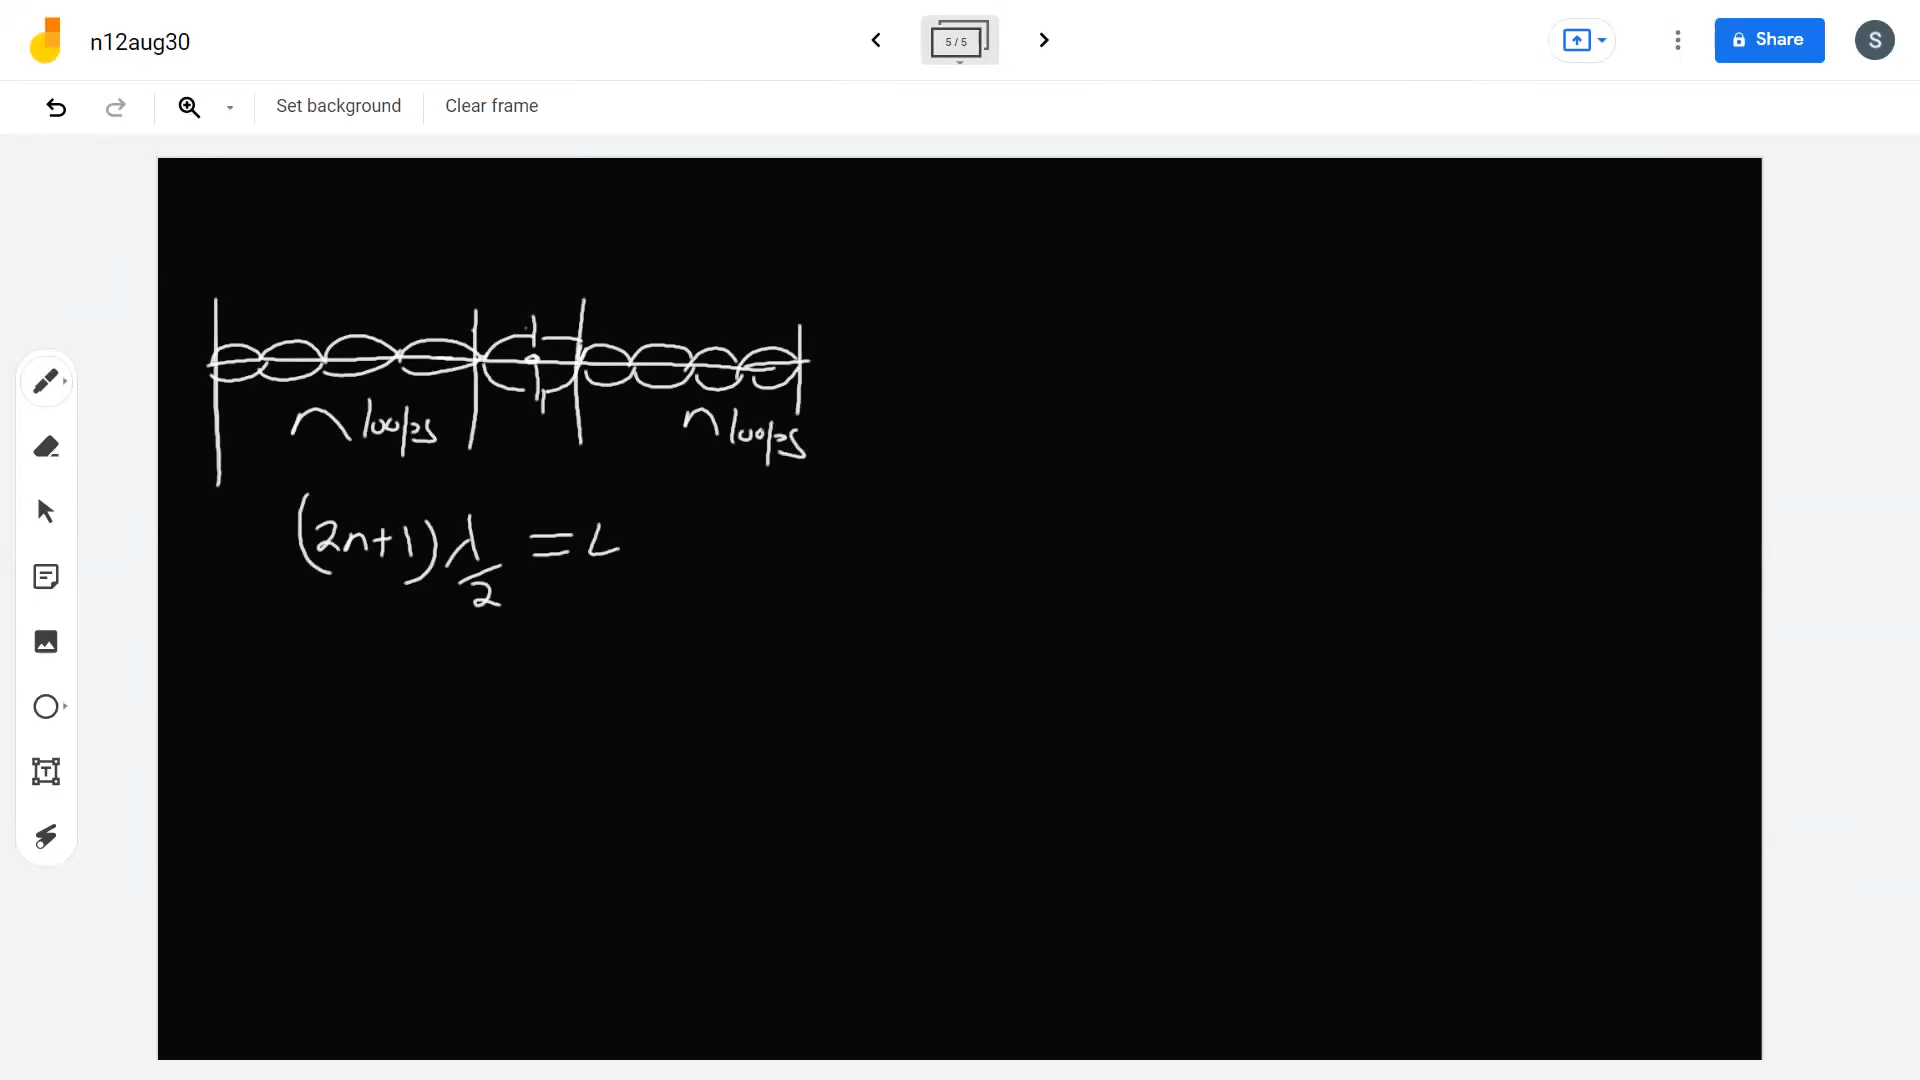 n12aug30
5 / 5
Share
S
Set background
Clear frame
n loops
n loops
(2n+1) λ/2 = L